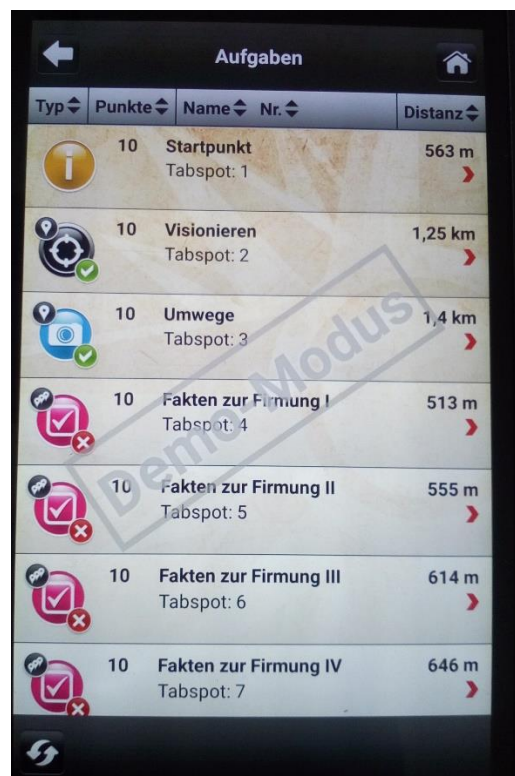 Aufgaben
Typ Punkte Name Nr. Distanz
10 Startpunkt 563 m
Tabspot: 1
10 Visionieren 1,25 km
Tabspot: 2
10 Umwege 1,4 km
Tabspot: 3
10 Fakten zur Firmung I 513 m
Tabspot: 4
10 Fakten zur Firmung II 555 m
Tabspot: 5
10 Fakten zur Firmung III 614 m
Tabspot: 6
10 Fakten zur Firmung IV 646 m
Tabspot: 7
Demo-Modus